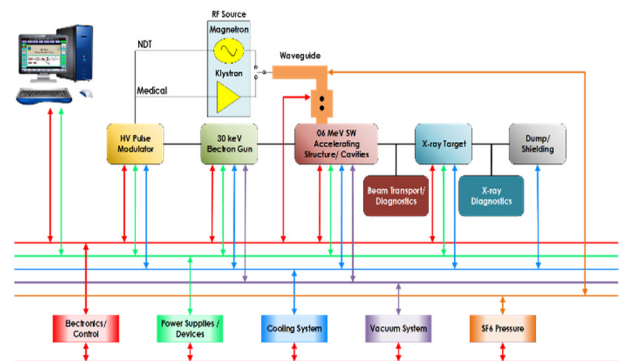 RF Source
Magnetron
NDT
Klystron
Medical
Waveguide
HV Pulse
Modulator
30 keV
Electron Gun
06 MeV SW
Accelerating
Structure/ Cavities
X-ray Target
Dump/
Shielding
Beam Transport/
Diagnostics
X-ray
Diagnostics
Electronics/
Control
Power Supplies /
Devices
Cooling System
Vacuum System
SF6 Pressure